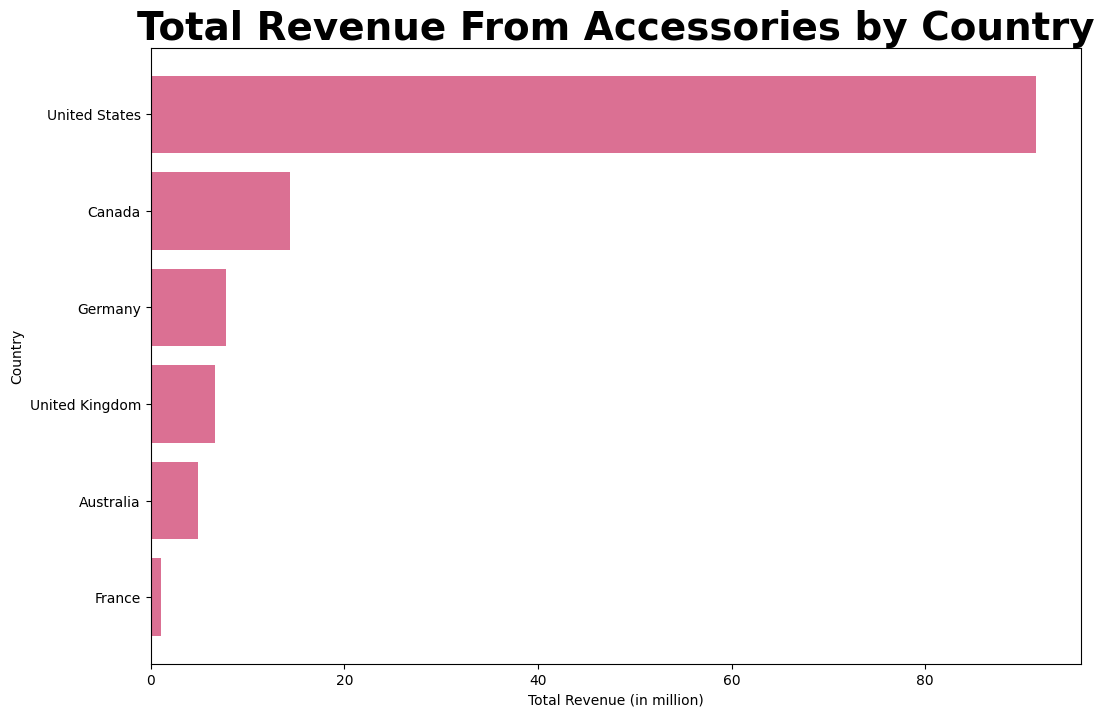 Total Revenue From Accessories by Country
United States
Canada
Germany
United Kingdom
Australia
France
Country
0 20 40 60 80
Total Revenue (in million)